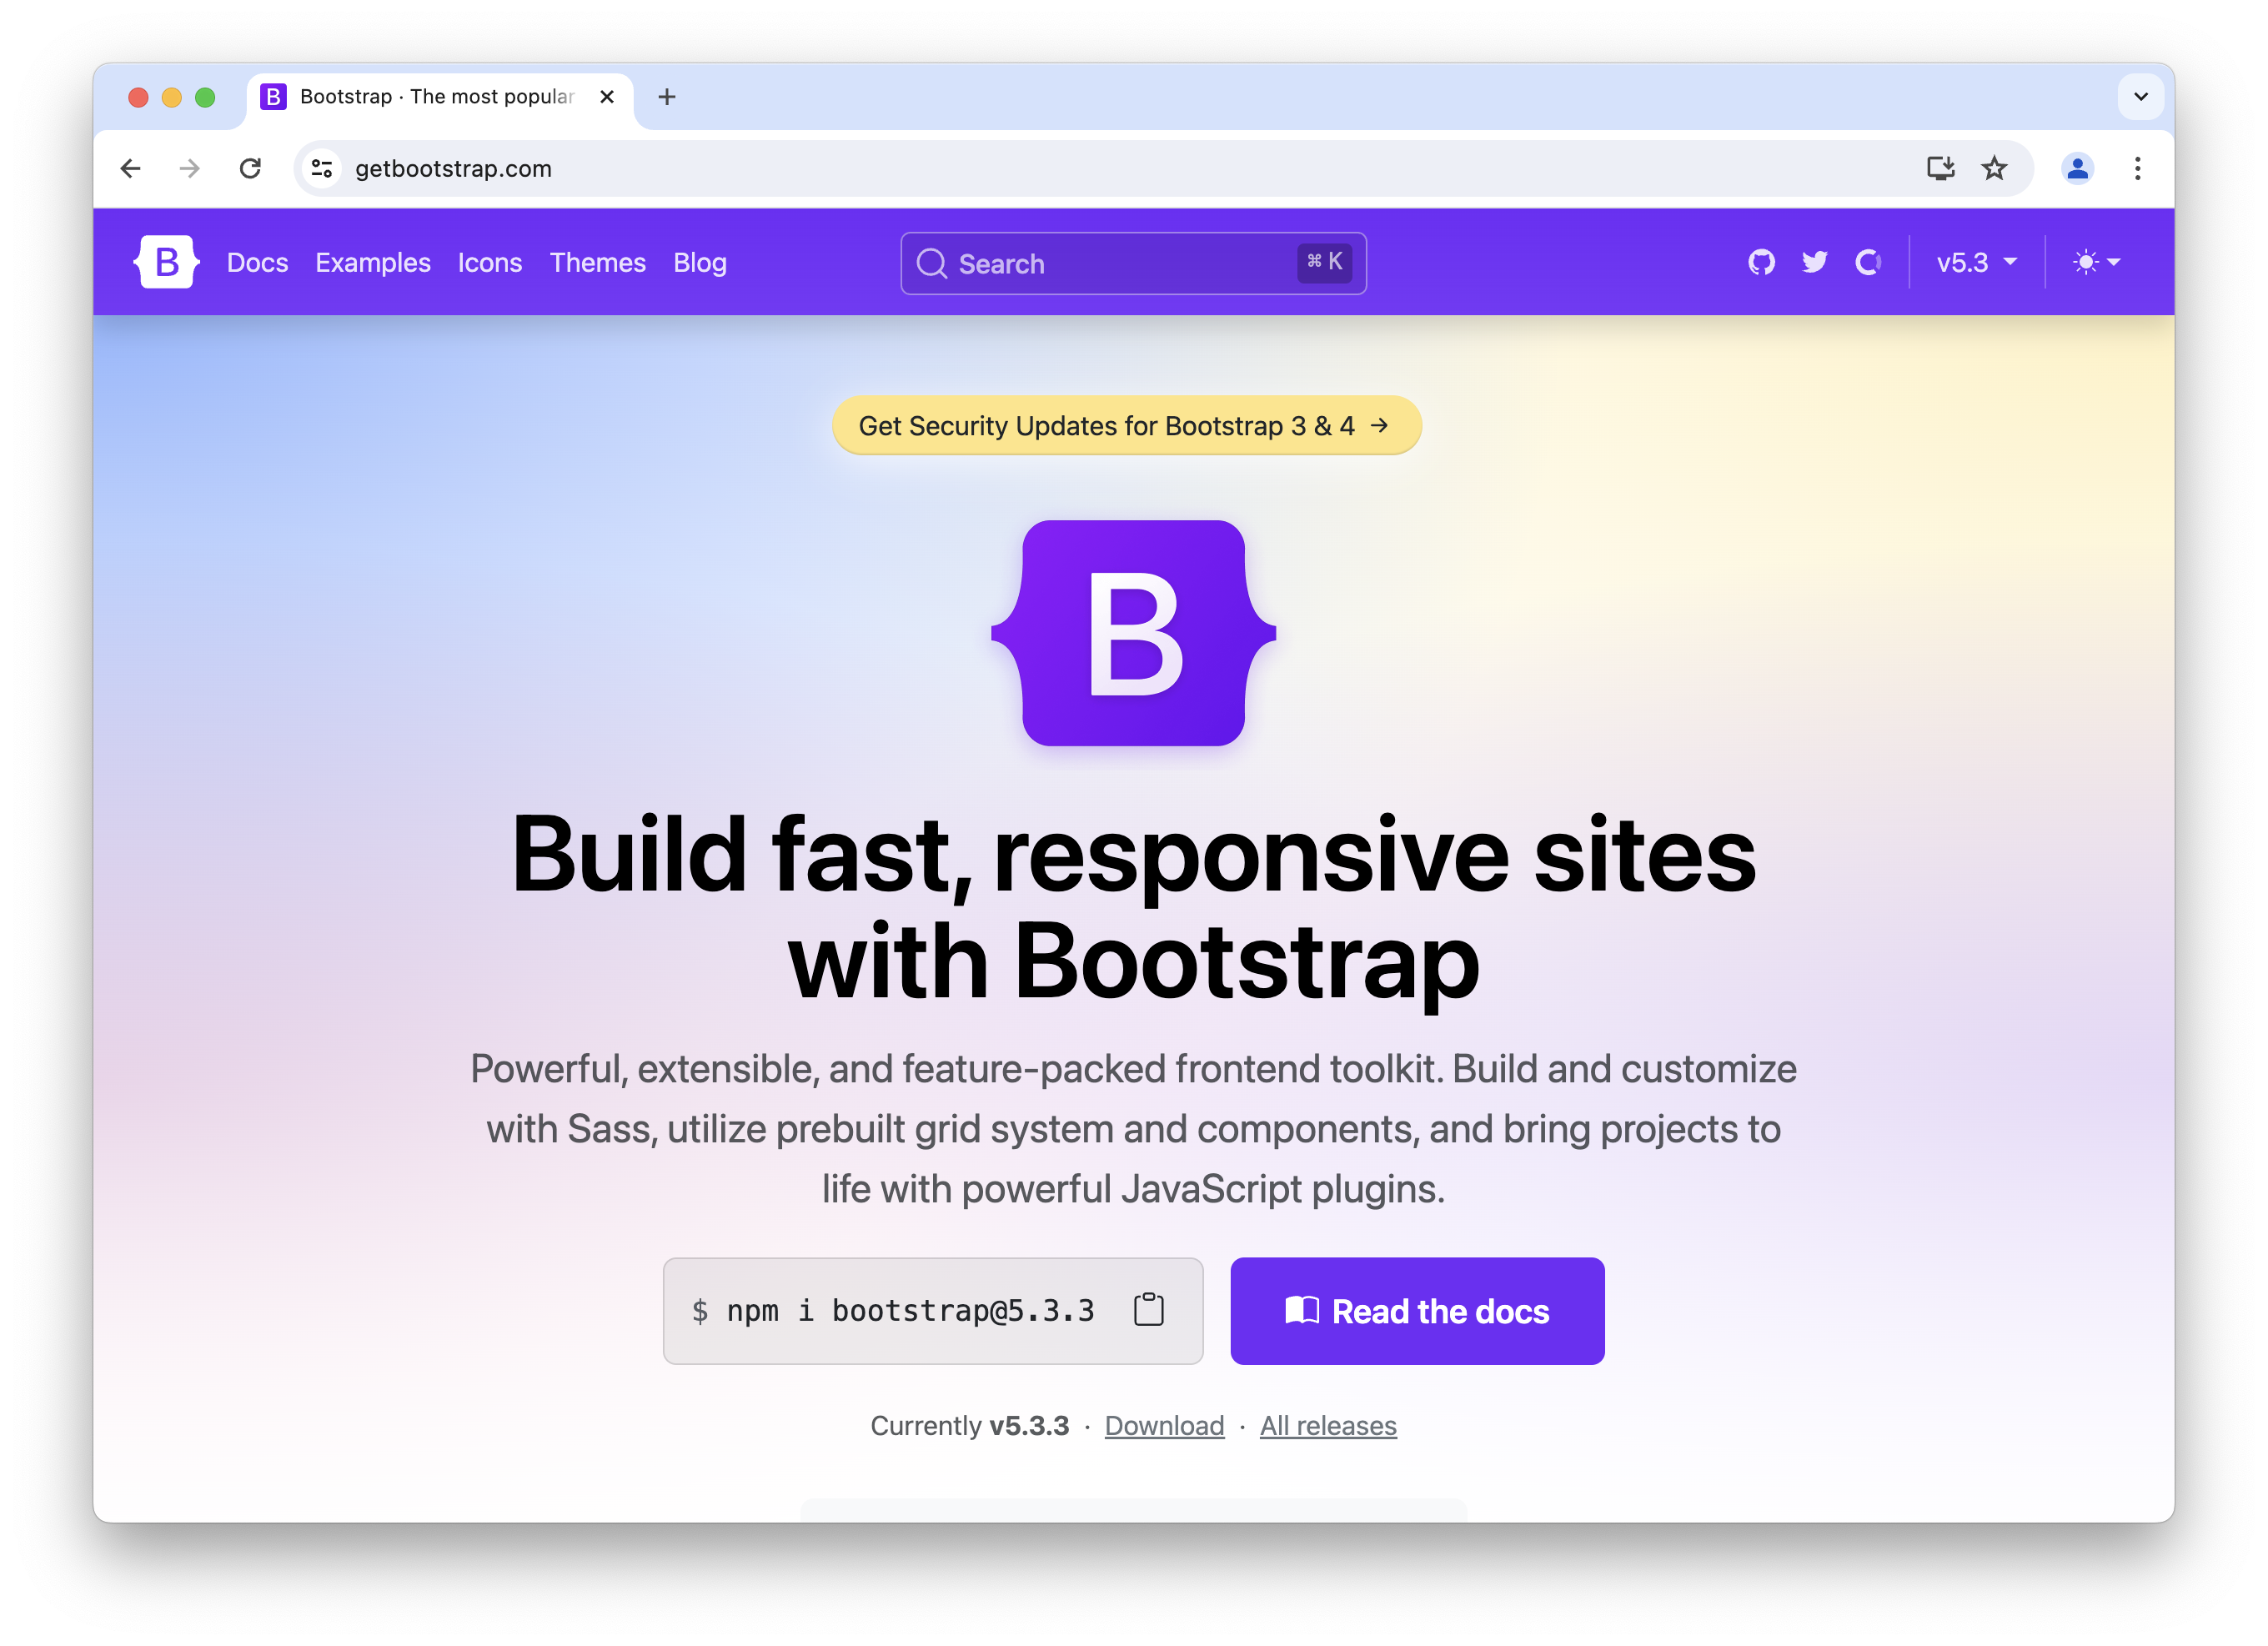 B Bootstrap · The most popular
getbootstrap.com
B Docs Examples Icons Themes Blog Search ⌘ K v5.3
Get Security Updates for Bootstrap 3 & 4 →
B
Build fast, responsive sites
with Bootstrap
Powerful, extensible, and feature-packed frontend toolkit. Build and customize
with Sass, utilize prebuilt grid system and components, and bring projects to
life with powerful JavaScript plugins.
$ npm i bootstrap@5.3.3 Read the docs
Currently v5.3.3 · Download · All releases